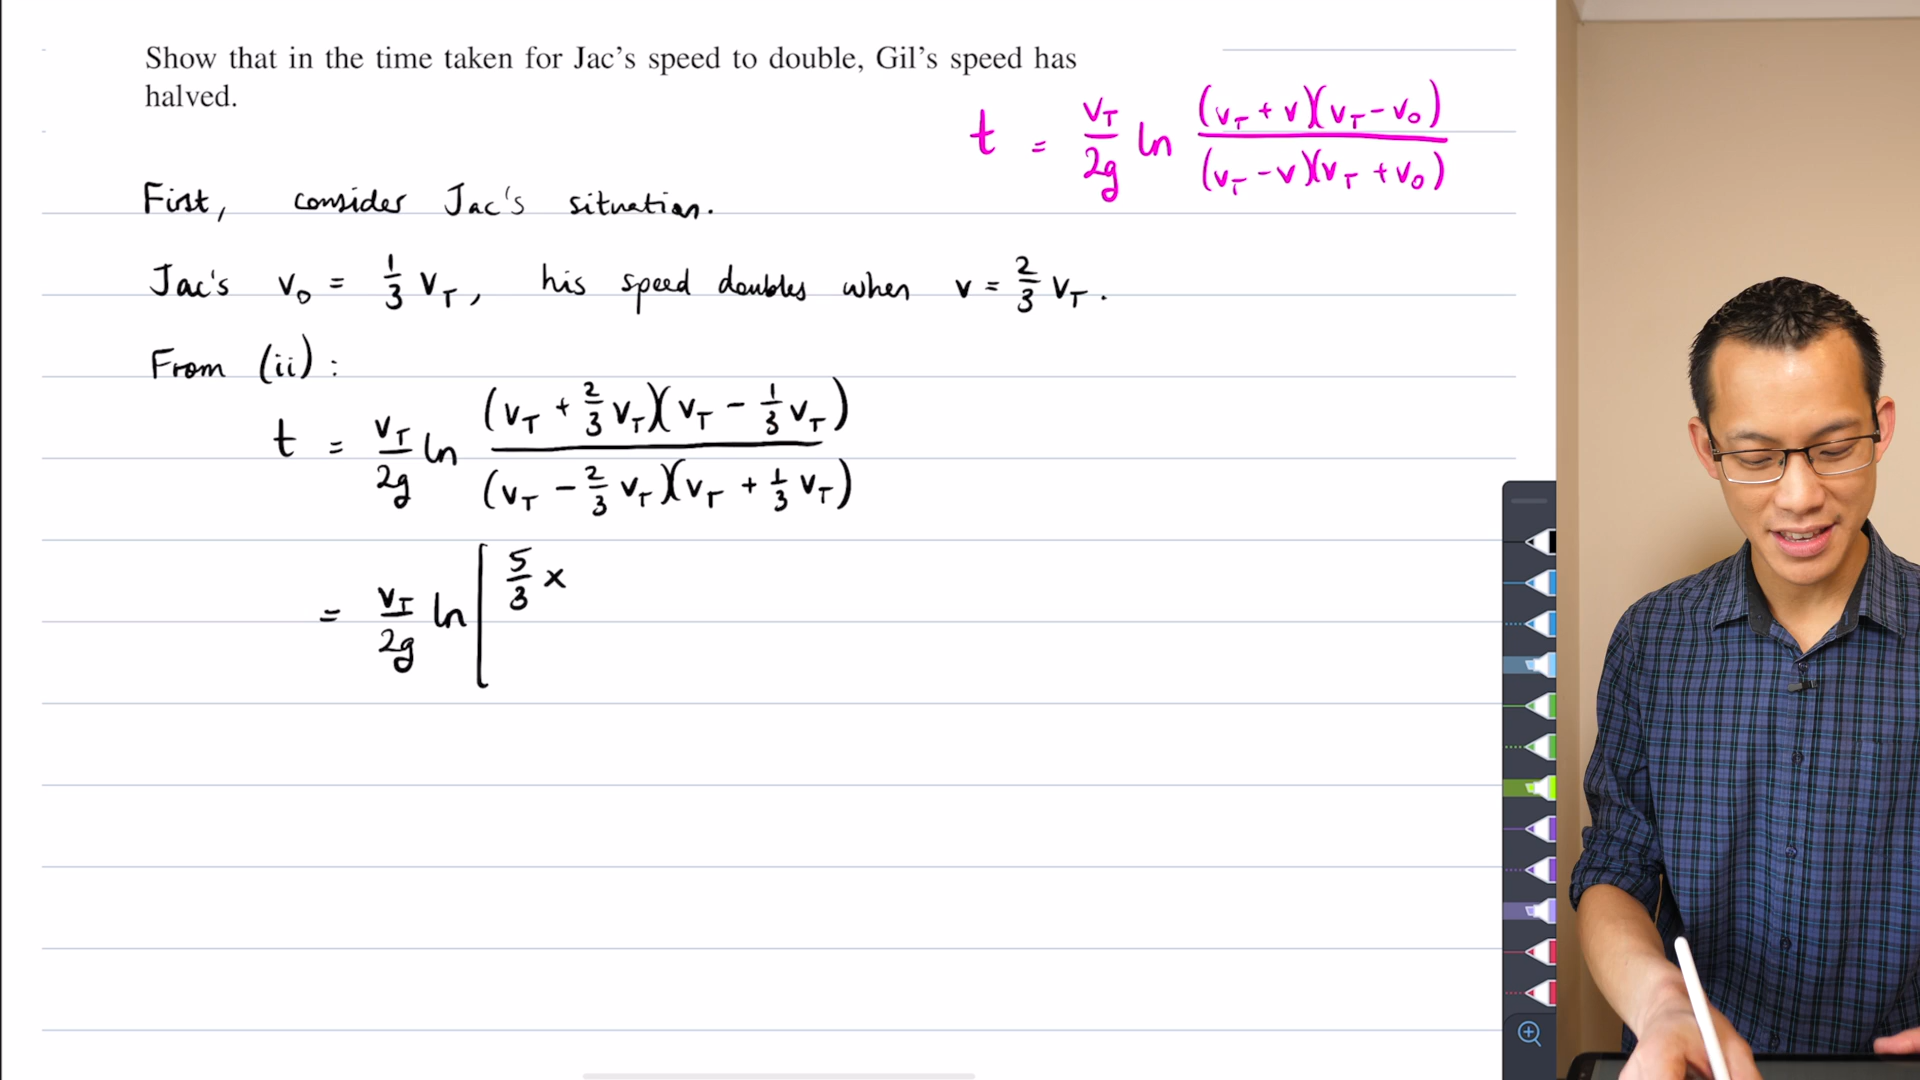 Show that in the time taken for Jac's speed to double, Gil's speed has
halved.
t = v_T/2g ln (v_T + v)(v_T - v_0)/(v_T - v)(v_T + v_0)
First, consider Jac's situation.
Jac's v_0 = 1/3 v_T, his speed doubles when v = 2/3 v_T.
From (ii):
t = v_T/2g ln (v_T + 2/3 v_T)(v_T - 1/3 v_T)/(v_T - 2/3 v_T)(v_T + 1/3 v_T)
= v_T/2g ln [ 5/3 ×